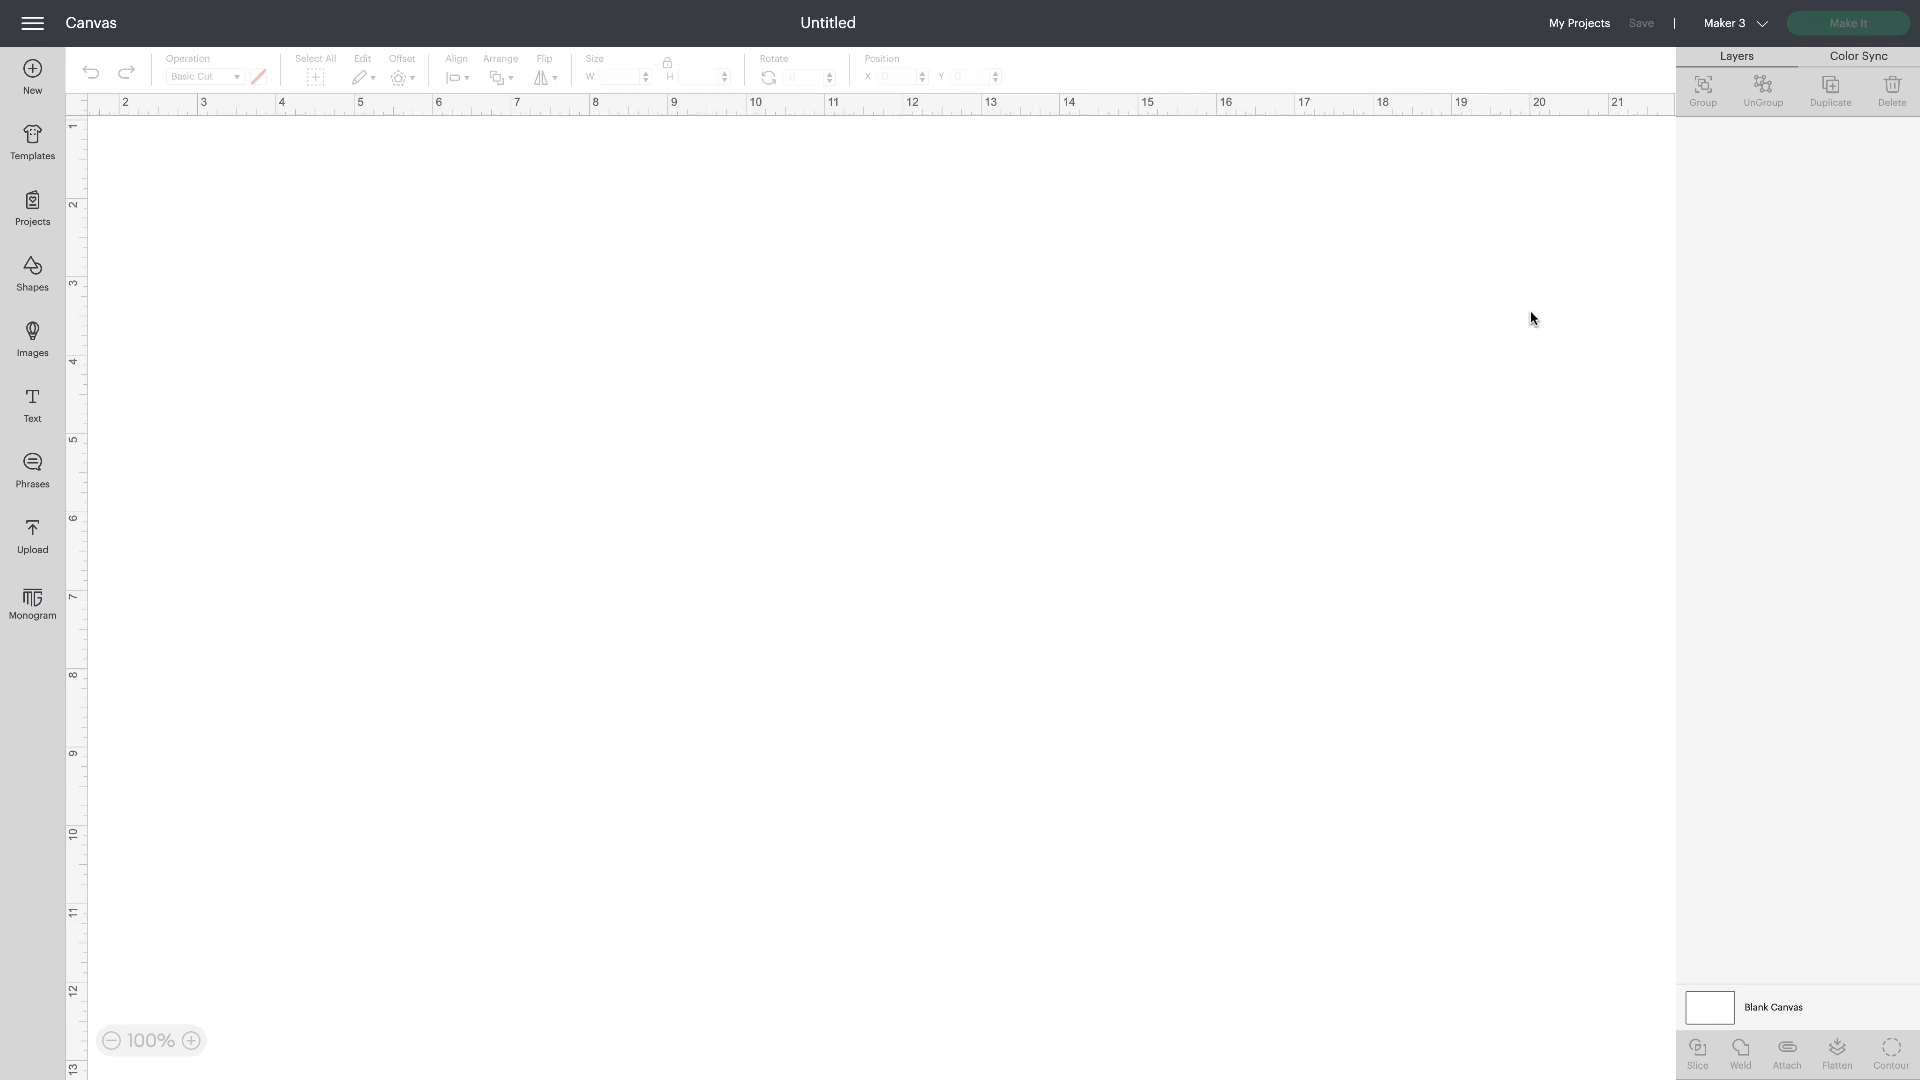 Canvas
Untitled
My Projects Save | Maker 3 Make It
New
Templates
Projects
Shapes
Images
Text
Phrases
Upload
Monogram
Operation Select All Edit Offset Align Arrange Flip Size Rotate Position
Basic Cut W H 0 X 0 Y 0
2 3 4 5 6 7 8 9 10 11 12 13 14 15 16 17 18 19 20 21
1
2
3
4
5
6
7
8
9
10
11
12
13
100%
Layers Color Sync
Group UnGroup Duplicate Delete
Blank Canvas
Slice Weld Attach Flatten Contour